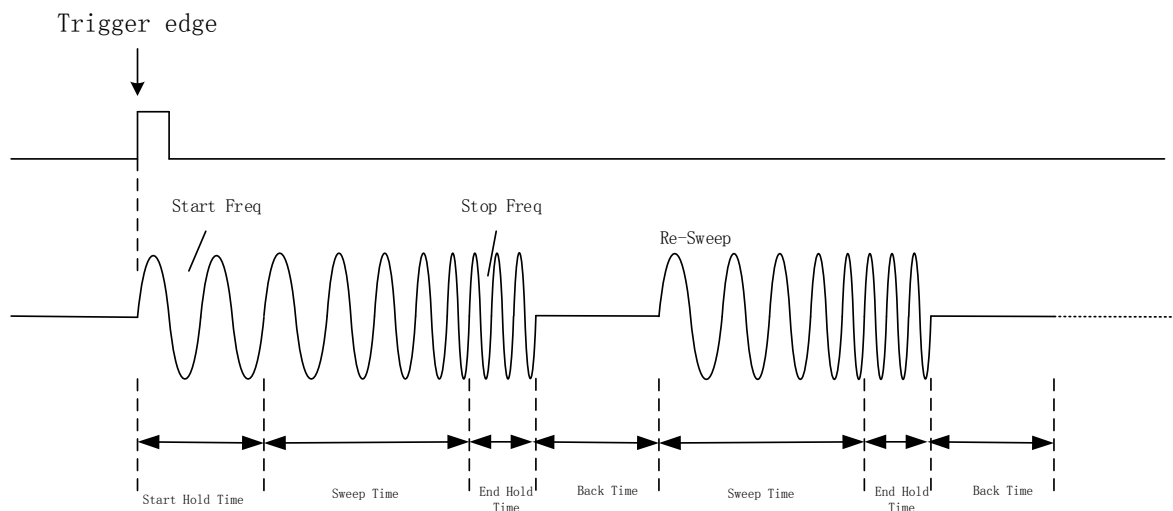 Trigger edge
Start Freq
Stop Freq
Re-Sweep
Start Hold Time
Sweep Time
End Hold
Time
Back Time
Sweep Time
End Hold
Time
Back Time